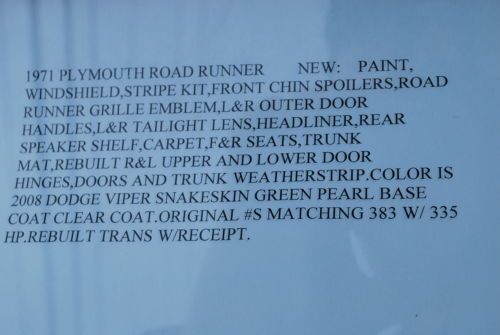 1971 PLYMOUTH ROAD RUNNER NEW: PAINT,
WINDSHIELD,STRIPE KIT,FRONT CHIN SPOILERS,ROAD
RUNNER GRILLE EMBLEM,L&R OUTER DOOR
HANDLES,L&R TAILIGHT LENS,HEADLINER,REAR
SPEAKER SHELF,CARPET,F&R SEATS,TRUNK
MAT,REBUILT R&L UPPER AND LOWER DOOR
HINGES,DOORS AND TRUNK WEATHERSTRIP.COLOR IS
2008 DODGE VIPER SNAKESKIN GREEN PEARL BASE
COAT CLEAR COAT.ORIGINAL #S MATCHING 383 W/ 335
HP.REBUILT TRANS W/RECEIPT.